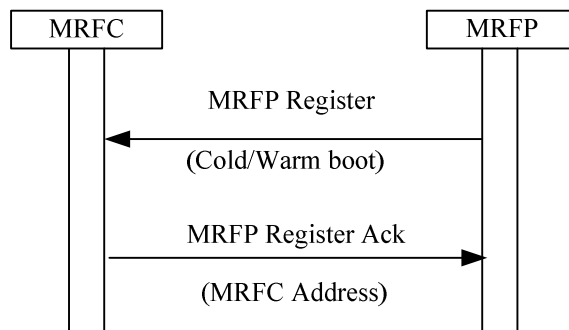 MRFC
MRFP
MRFP Register
(Cold/Warm boot)
MRFP Register Ack
(MRFC Address)